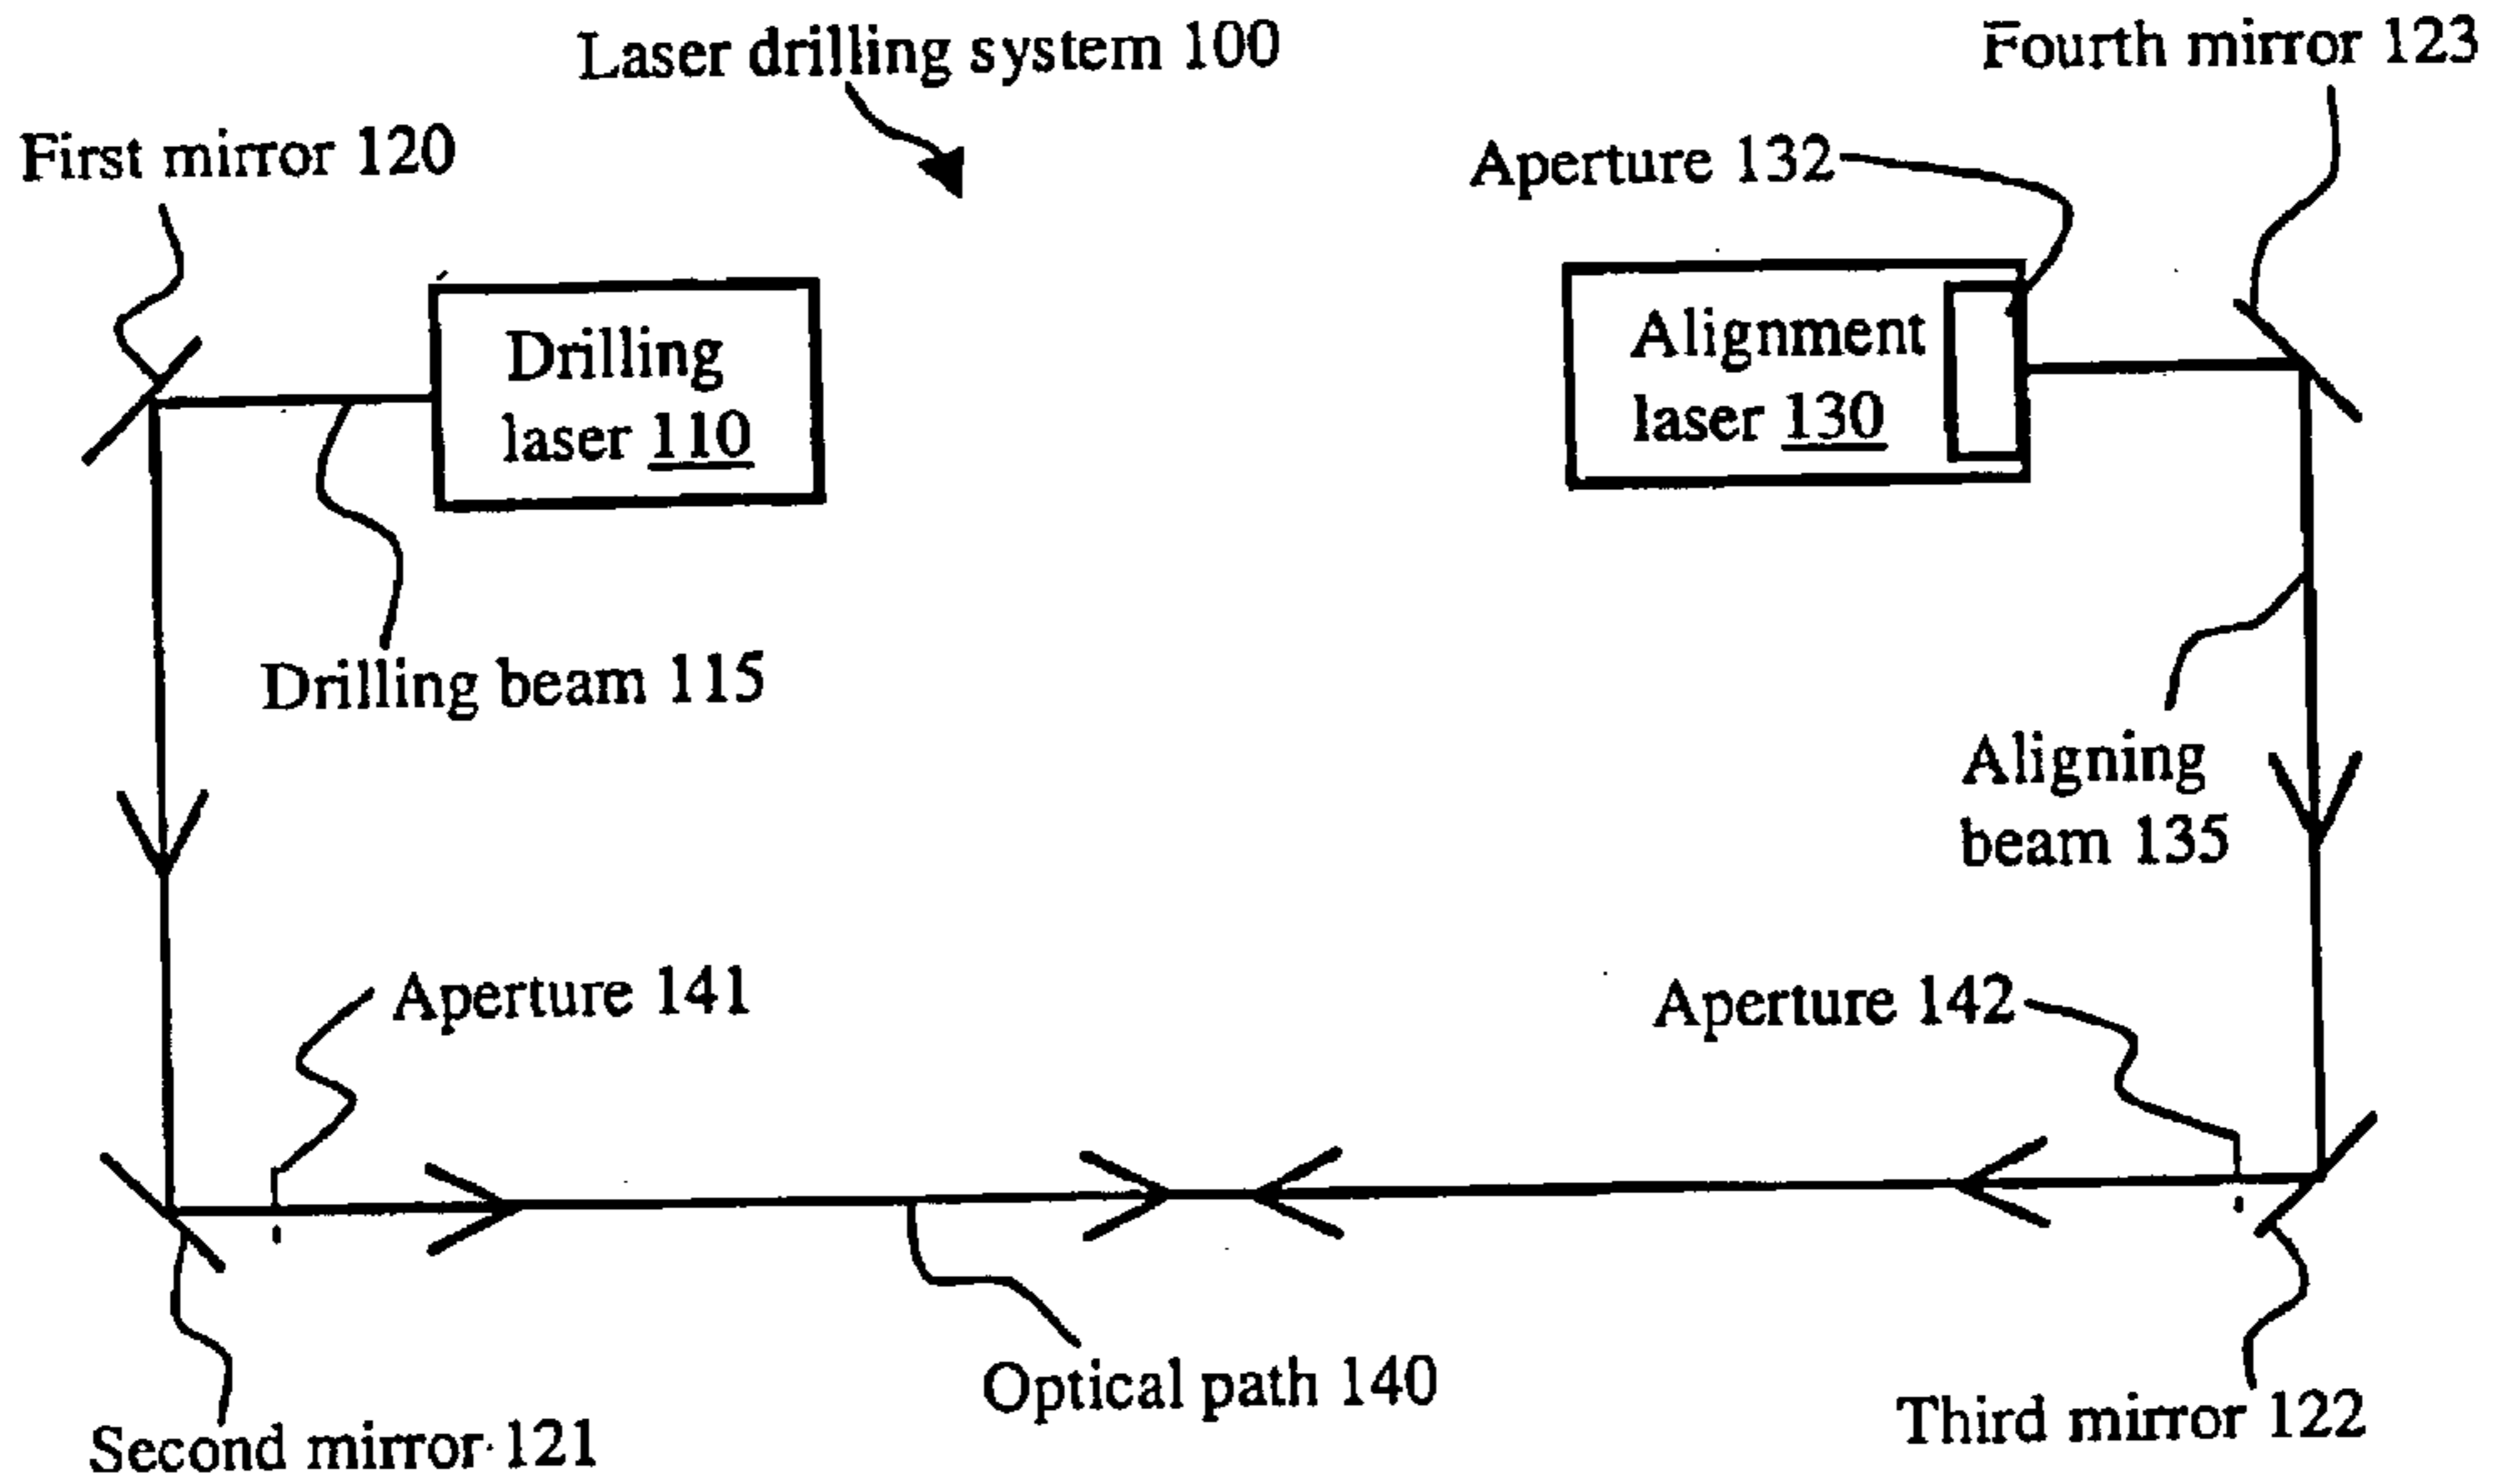 Laser drilling system 100
Fourth mirror 123
First mirror 120
Aperture 132
Drilling
laser 110
Alignment
laser 130
Drilling beam 115
Aligning
beam 135
Aperture 141
Aperture 142
Optical path 140
Second mirror 121
Third mirror 122